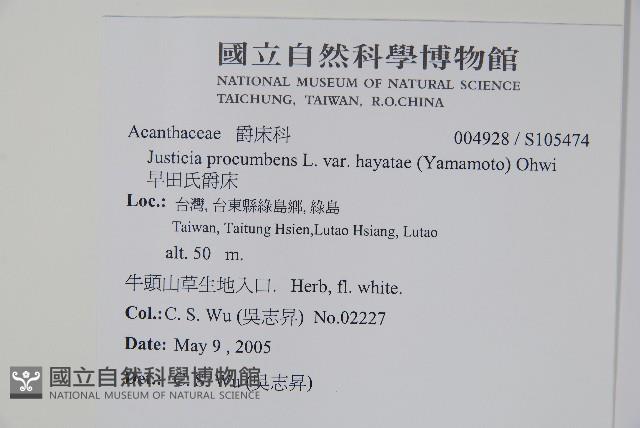 國立自然科學博物館
NATIONAL MUSEUM OF NATURAL SCIENCE
TAICHUNG, TAIWAN, R.O.CHINA
Acanthaceae 爵床科 004928 / S105474
Justicia procumbens L. var. hayatae (Yamamoto) Ohwi
早田氏爵床
Loc.: 台灣, 台東縣綠島鄉, 綠島
Taiwan, Taitung Hsien,Lutao Hsiang, Lutao
alt. 50 m.
牛頭山草生地入口. Herb, fl. white.
Col.: C. S. Wu (吳志昇) No.02227
Date: May 9 , 2005
Det.: C. S. Wu (吳志昇)
國立自然科學博物館
NATIONAL MUSEUM OF NATURAL SCIENCE